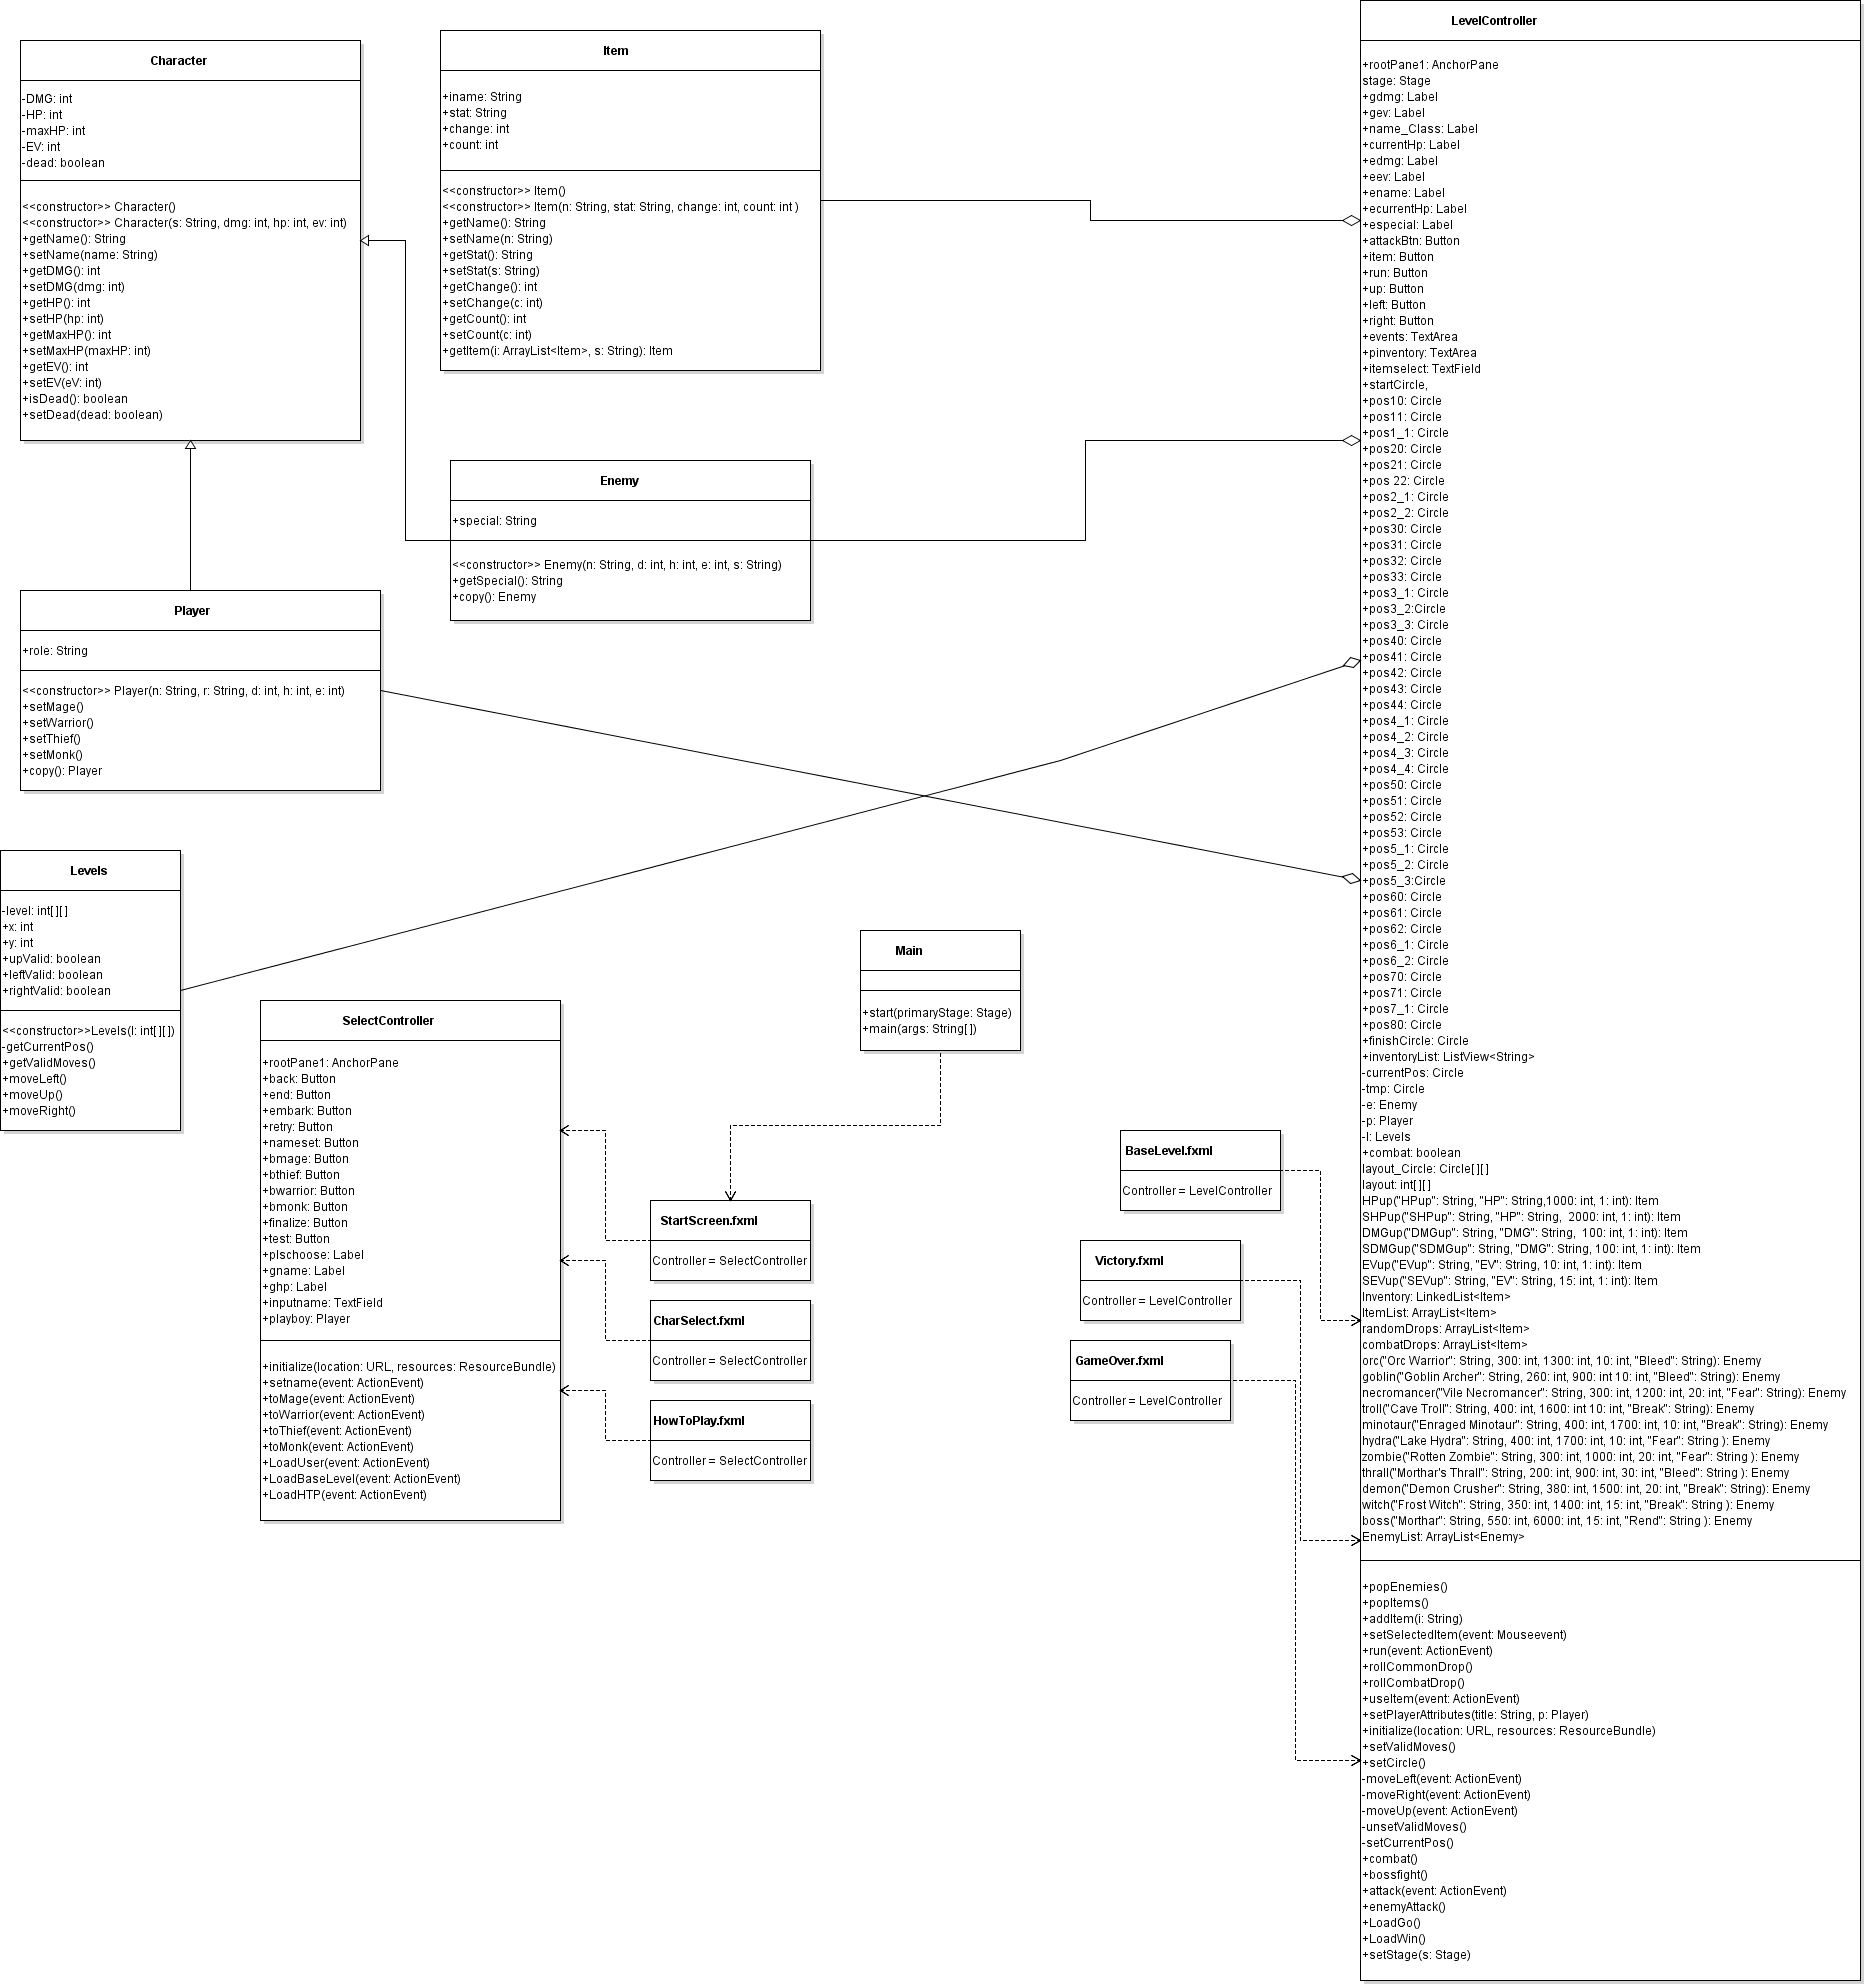 Character
-DMG: int
-HP: int
-maxHP: int
-EV: int
-dead: boolean
<<constructor>> Character()
<<constructor>> Character(s: String, dmg: int, hp: int, ev: int)
+getName(): String
+setName(name: String)
+getDMG(): int
+setDMG(dmg: int)
+getHP(): int
+setHP(hp: int)
+getMaxHP(): int
+setMaxHP(maxHP: int)
+getEV(): int
+setEV(eV: int)
+isDead(): boolean
+setDead(dead: boolean)
Item
+iname: String
+stat: String
+change: int
+count: int
<<constructor>> Item()
<<constructor>> Item(n: String, stat: String, change: int, count: int )
+getName(): String
+setName(n: String)
+getStat(): String
+setStat(s: String)
+getChange(): int
+setChange(c: int)
+getCount(): int
+setCount(c: int)
+getItem(i: ArrayList<Item>, s: String): Item
Enemy
+special: String
<<constructor>> Enemy(n: String, d: int, h: int, e: int, s: String)
+getSpecial(): String
+copy(): Enemy
Player
+role: String
<<constructor>> Player(n: String, r: String, d: int, h: int, e: int)
+setMage()
+setWarrior()
+setThief()
+setMonk()
+copy(): Player
Levels
-level: int[ ][ ]
+x: int
+y: int
+upValid: boolean
+leftValid: boolean
+rightValid: boolean
<<constructor>>Levels(l: int[ ][ ])
-getCurrentPos()
+getValidMoves()
+moveLeft()
+moveUp()
+moveRight()
SelectController
+rootPane1: AnchorPane
+back: Button
+end: Button
+embark: Button
+retry: Button
+nameset: Button
+bmage: Button
+bthief: Button
+bwarrior: Button
+bmonk: Button
+finalize: Button
+test: Button
+plschoose: Label
+gname: Label
+ghp: Label
+inputname: TextField
+playboy: Player
+initialize(location: URL, resources: ResourceBundle)
+setname(event: ActionEvent)
+toMage(event: ActionEvent)
+toWarrior(event: ActionEvent)
+toThief(event: ActionEvent)
+toMonk(event: ActionEvent)
+LoadUser(event: ActionEvent)
+LoadBaseLevel(event: ActionEvent)
+LoadHTP(event: ActionEvent)
Main
+start(primaryStage: Stage)
+main(args: String[ ])
StartScreen.fxml
Controller = SelectController
CharSelect.fxml
Controller = SelectController
HowToPlay.fxml
Controller = SelectController
BaseLevel.fxml
Controller = LevelController
Victory.fxml
Controller = LevelController
GameOver.fxml
Controller = LevelController
LevelController
+rootPane1: AnchorPane
stage: Stage
+gdmg: Label
+gev: Label
+name_Class: Label
+currentHp: Label
+edmg: Label
+eev: Label
+ename: Label
+ecurrentHp: Label
+especial: Label
+attackBtn: Button
+item: Button
+run: Button
+up: Button
+left: Button
+right: Button
+events: TextArea
+pinventory: TextArea
+itemselect: TextField
+startCircle,
+pos10: Circle
+pos11: Circle
+pos1_1: Circle
+pos20: Circle
+pos21: Circle
+pos 22: Circle
+pos2_1: Circle
+pos2_2: Circle
+pos30: Circle
+pos31: Circle
+pos32: Circle
+pos33: Circle
+pos3_1: Circle
+pos3_2:Circle
+pos3_3: Circle
+pos40: Circle
+pos41: Circle
+pos42: Circle
+pos43: Circle
+pos44: Circle
+pos4_1: Circle
+pos4_2: Circle
+pos4_3: Circle
+pos4_4: Circle
+pos50: Circle
+pos51: Circle
+pos52: Circle
+pos53: Circle
+pos5_1: Circle
+pos5_2: Circle
+pos5_3:Circle
+pos60: Circle
+pos61: Circle
+pos62: Circle
+pos6_1: Circle
+pos6_2: Circle
+pos70: Circle
+pos71: Circle
+pos7_1: Circle
+pos80: Circle
+finishCircle: Circle
+inventoryList: ListView<String>
-currentPos: Circle
-tmp: Circle
-e: Enemy
-p: Player
-l: Levels
+combat: boolean
layout_Circle: Circle[ ][ ]
layout: int[ ][ ]
HPup("HPup": String, "HP": String,1000: int, 1: int): Item
SHPup("SHPup": String, "HP": String,  2000: int, 1: int): Item
DMGup("DMGup": String, "DMG": String,  100: int, 1: int): Item
SDMGup("SDMGup": String, "DMG": String, 100: int, 1: int): Item
EVup("EVup": String, "EV": String, 10: int, 1: int): Item
SEVup("SEVup": String, "EV": String, 15: int, 1: int): Item
Inventory: LinkedList<Item>
ItemList: ArrayList<Item>
randomDrops: ArrayList<Item>
combatDrops: ArrayList<Item>
orc("Orc Warrior": String, 300: int, 1300: int, 10: int, "Bleed": String): Enemy
goblin("Goblin Archer": String, 260: int, 900: int 10: int, "Bleed": String): Enemy
necromancer("Vile Necromancer": String, 300: int, 1200: int, 20: int, "Fear": String): Enemy
troll("Cave Troll": String, 400: int, 1600: int 10: int, "Break": String): Enemy
minotaur("Enraged Minotaur": String, 400: int, 1700: int, 10: int, "Break": String): Enemy
hydra("Lake Hydra": String, 400: int, 1700: int, 10: int, "Fear": String ): Enemy
zombie("Rotten Zombie": String, 300: int, 1000: int, 20: int, "Fear": String ): Enemy
thrall("Morthar's Thrall": String, 200: int, 900: int, 30: int, "Bleed": String ): Enemy
demon("Demon Crusher": String, 380: int, 1500: int, 20: int, "Break": String): Enemy
witch("Frost Witch": String, 350: int, 1400: int, 15: int, "Break": String ): Enemy
boss("Morthar": String, 550: int, 6000: int, 15: int, "Rend": String ): Enemy
EnemyList: ArrayList<Enemy>
+popEnemies()
+popItems()
+addItem(i: String)
+setSelectedItem(event: Mouseevent)
+run(event: ActionEvent)
+rollCommonDrop()
+rollCombatDrop()
+useItem(event: ActionEvent)
+setPlayerAttributes(title: String, p: Player)
+initialize(location: URL, resources: ResourceBundle)
+setValidMoves()
+setCircle()
-moveLeft(event: ActionEvent)
-moveRight(event: ActionEvent)
-moveUp(event: ActionEvent)
-unsetValidMoves()
-setCurrentPos()
+combat()
+bossfight()
+attack(event: ActionEvent)
+enemyAttack()
+LoadGo()
+LoadWin()
+setStage(s: Stage)